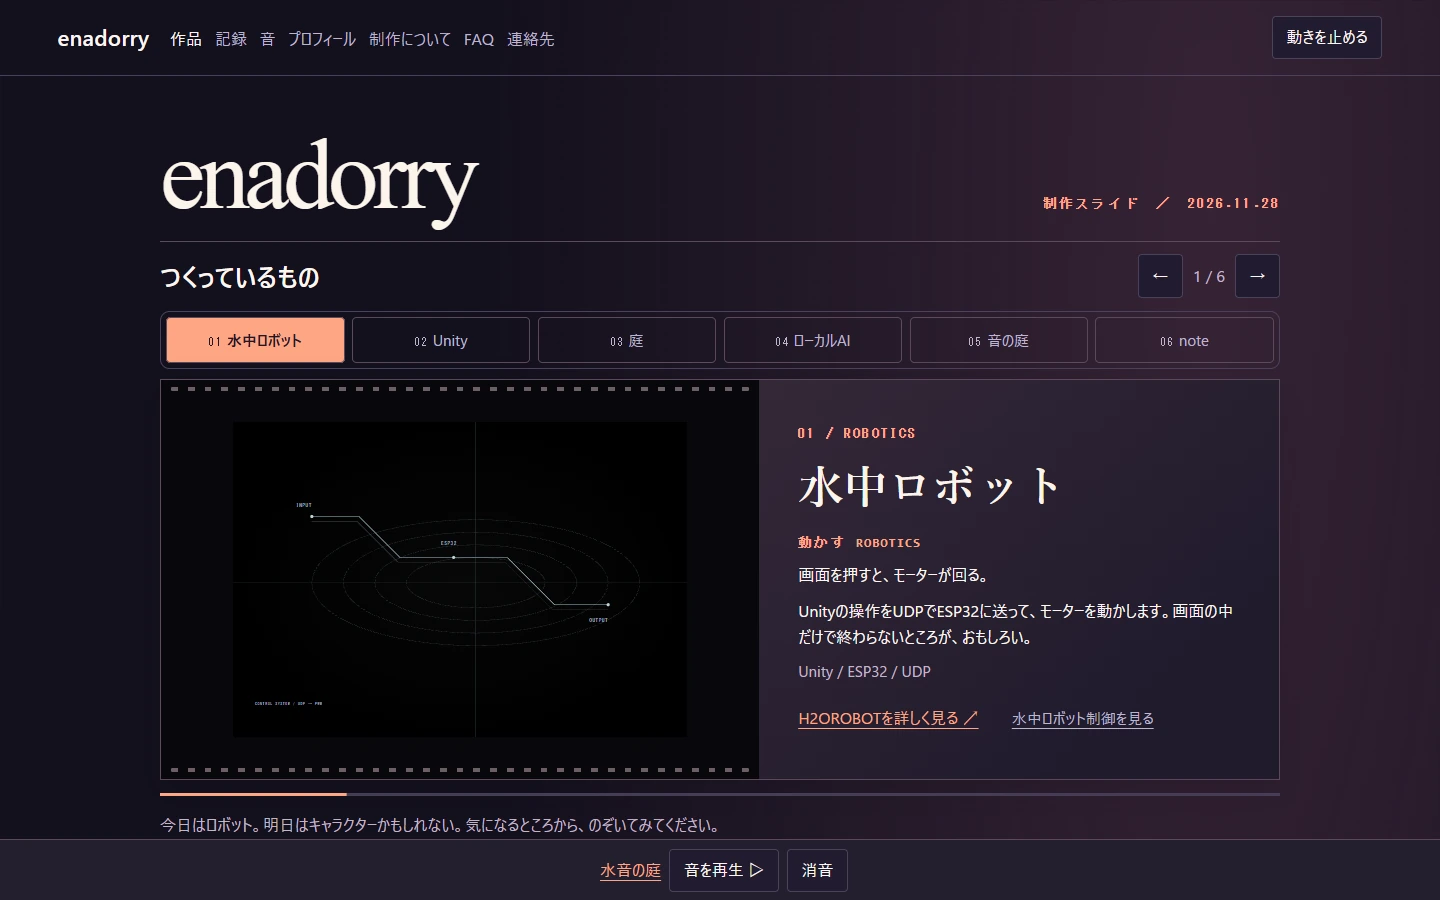 enadorry 作品 記録 音 プロフィール 制作について FAQ 連絡先 動きを止める
enadorry
制作スライド ／ 2026.11.28
つくっているもの
← 1 / 6 →
01 水中ロボット 02 Unity 03 庭 04 ローカルAI 05 音の庭 06 note
INPUT
ESP32
OUTPUT
CONTROL SYSTEM / UDP — PWM
01 / ROBOTICS
水中ロボット
動かす ROBOTICS
画面を押すと、モーターが回る。
Unityの操作をUDPでESP32に送って、モーターを動かします。画面の中
だけで終わらないところが、おもしろい。
Unity / ESP32 / UDP
H2OROBOTを詳しく見る ↗ 水中ロボット制御を見る
今日はロボット。明日はキャラクターかもしれない。気になるところから、のぞいてみてください。
水音の庭 音を再生 ▷ 消音